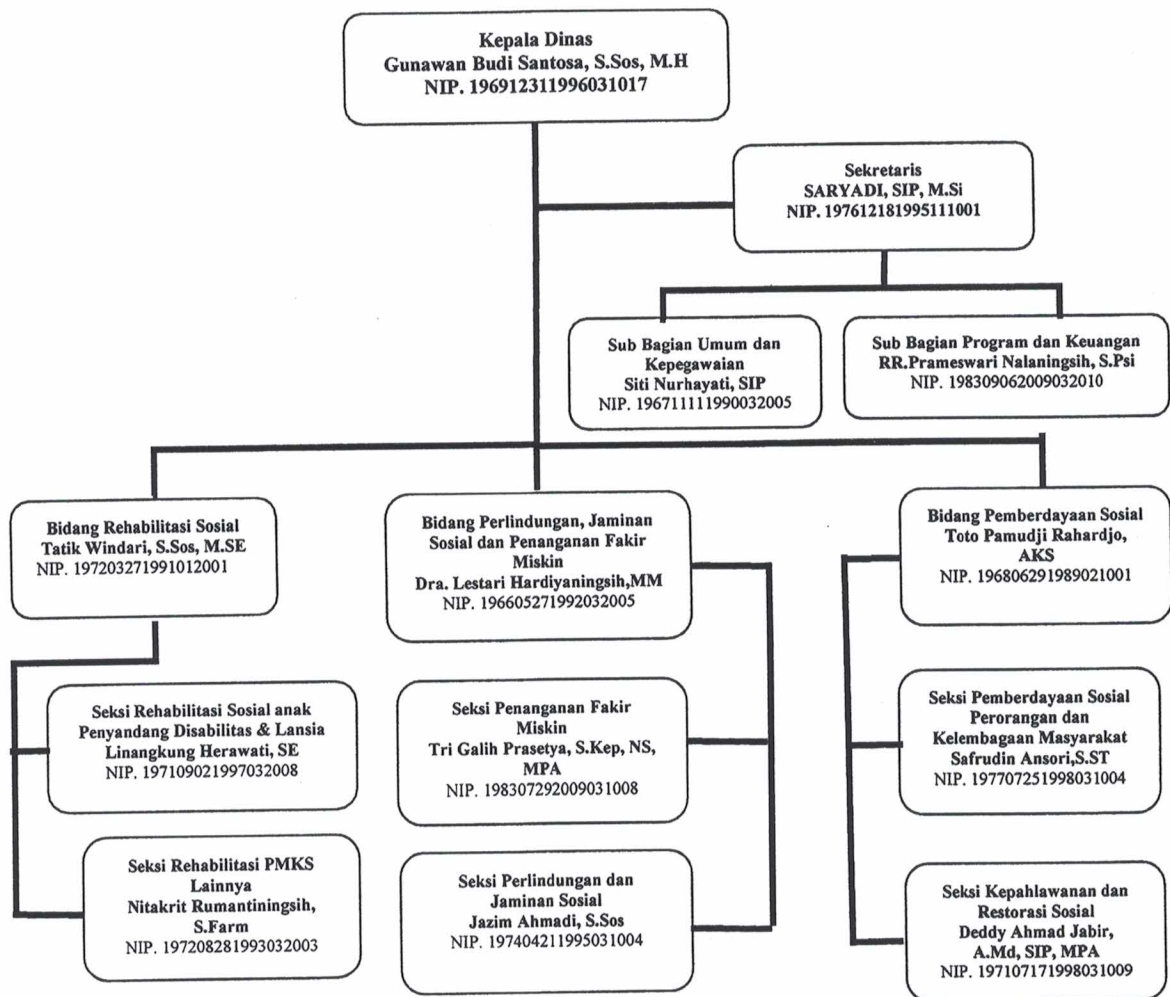 Kepala Dinas
Gunawan Budi Santosa, S.Sos, M.H
NIP. 196912311996031017
Sekretaris
SARYADI, SIP, M.Si
NIP. 197612181995111001
Sub Bagian Umum dan
Kepegawaian
Siti Nurhayati, SIP
NIP. 196711111990032005
Sub Bagian Program dan Keuangan
RR.Prameswari Nalaningsih, S.Psi
NIP. 198309062009032010
Bidang Rehabilitasi Sosial
Tatik Windari, S.Sos, M.SE
NIP. 197203271991012001
Bidang Perlindungan, Jaminan
Sosial dan Penanganan Fakir
Miskin
Dra. Lestari Hardiyaningsih,MM
NIP. 196605271992032005
Bidang Pemberdayaan Sosial
Toto Pamudji Rahardjo,
AKS
NIP. 196806291989021001
Seksi Rehabilitasi Sosial anak
Penyandang Disabilitas & Lansia
Linangkung Herawati, SE
NIP. 197109021997032008
Seksi Penanganan Fakir
Miskin
Tri Galih Prasetya, S.Kep, NS,
MPA
NIP. 198307292009031008
Seksi Pemberdayaan Sosial
Perorangan dan
Kelembagaan Masyarakat
Safrudin Ansori,S.ST
NIP. 197707251998031004
Seksi Rehabilitasi PMKS
Lainnya
Nitakrit Rumantiningsih,
S.Farm
NIP. 197208281993032003
Seksi Perlindungan dan
Jaminan Sosial
Jazim Ahmadi, S.Sos
NIP. 197404211995031004
Seksi Kepahlawanan dan
Restorasi Sosial
Deddy Ahmad Jabir,
A.Md, SIP, MPA
NIP. 197107171998031009